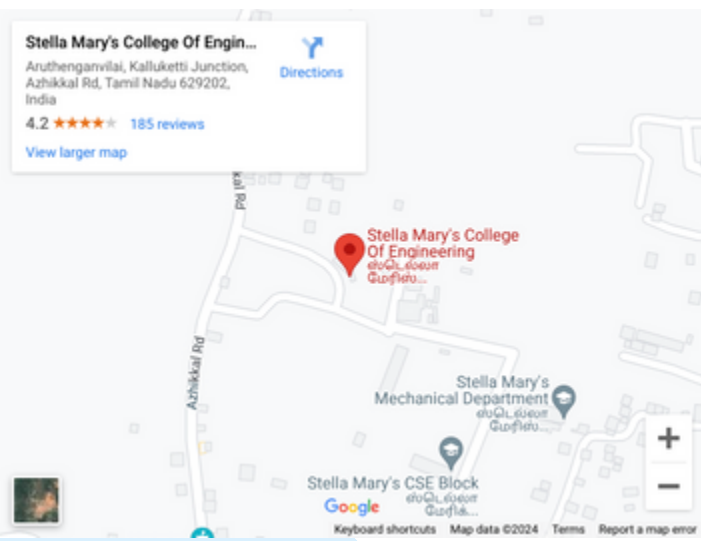 Stella Mary's College Of Engin...
Directions
Aruthenganvilai, Kalluketti Junction,
Azhikkal Rd, Tamil Nadu 629202,
India
4.2
185 reviews
View larger map
kal Rd
Stella Mary's College
Of Engineering
ஸ்டெல்லா
மேரிஸ்...
Azhikkal Rd
Stella Mary's
Mechanical Department
ஸ்டெல்லா
மேரிஸ்...
Stella Mary's CSE Block
ஸ்டெல்லா
மேரிக்...
Google
Keyboard shortcuts Map data ©2024 Terms Report a map error